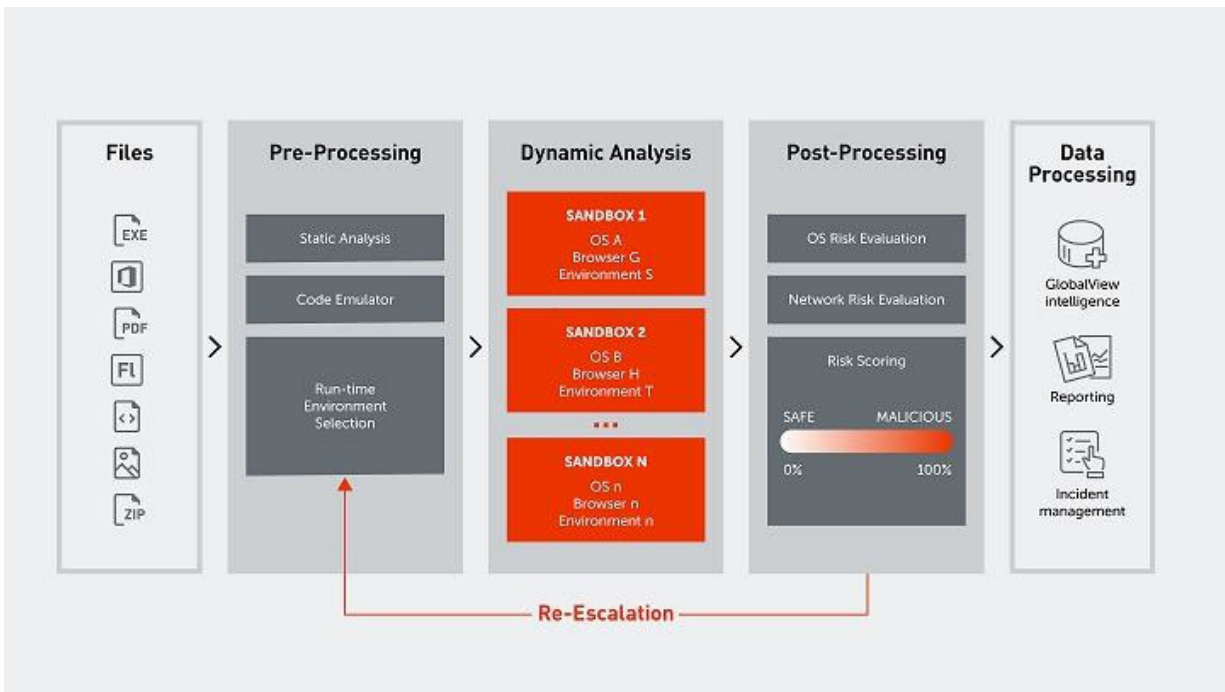 Files
EXE
PDF
Fl
ZIP
Pre-Processing
Static Analysis
Code Emulator
Run-time
Environment
Selection
Dynamic Analysis
SANDBOX 1
OS A
Browser G
Environment S
SANDBOX 2
OS B
Browser H
Environment T
...
SANDBOX N
OS n
Browser n
Environment n
Post-Processing
OS Risk Evaluation
Network Risk Evaluation
Risk Scoring
SAFE MALICIOUS
0% 100%
Data
Processing
GlobalView
intelligence
Reporting
Incident
management
Re-Escalation